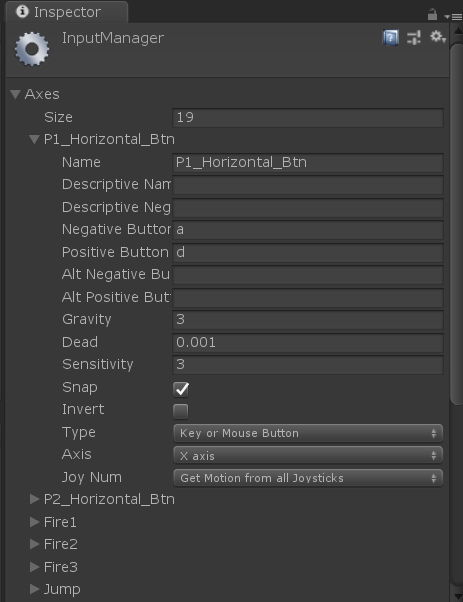 Inspector
InputManager
Axes
Size 19
P1_Horizontal_Btn
Name P1_Horizontal_Btn
Descriptive Nam
Descriptive Neg
Negative Button a
Positive Button d
Alt Negative Bu
Alt Positive But
Gravity 3
Dead 0.001
Sensitivity 3
Snap
Invert
Type Key or Mouse Button
Axis X axis
Joy Num Get Motion from all Joysticks
P2_Horizontal_Btn
Fire1
Fire2
Fire3
Jump